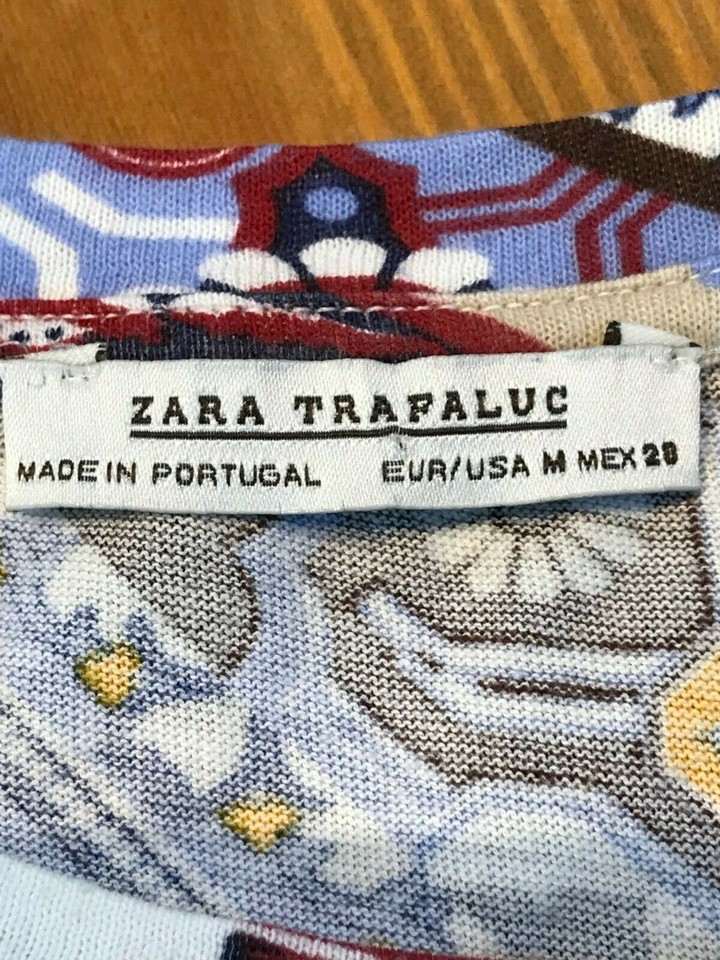 ZARA TRAFALUC
MADE IN PORTUGAL EUR/USA M MEX 28